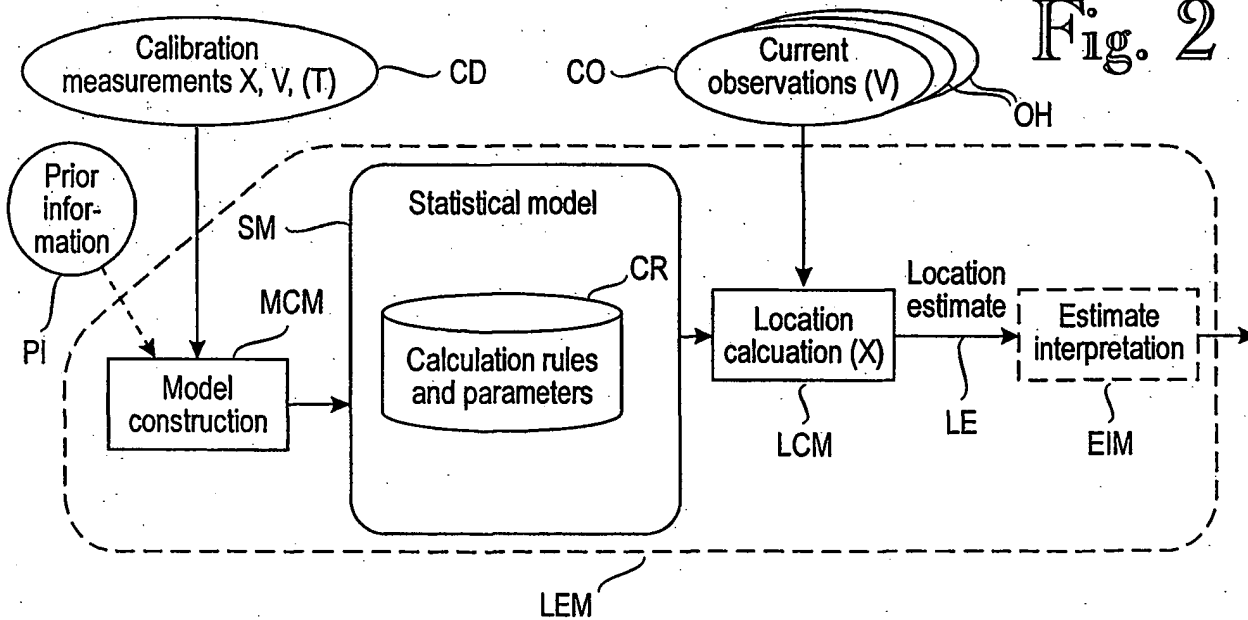 Fig. 2
Calibration
measurements X, V, (T)
CD
CO
Current
observations (V)
OH
Prior
infor-
mation
PI
SM
Statistical model
CR
Calculation rules
and parameters
MCM
Model
construction
Location
calcuation (X)
LCM
Location
estimate
LE
Estimate
interpretation
EIM
LEM